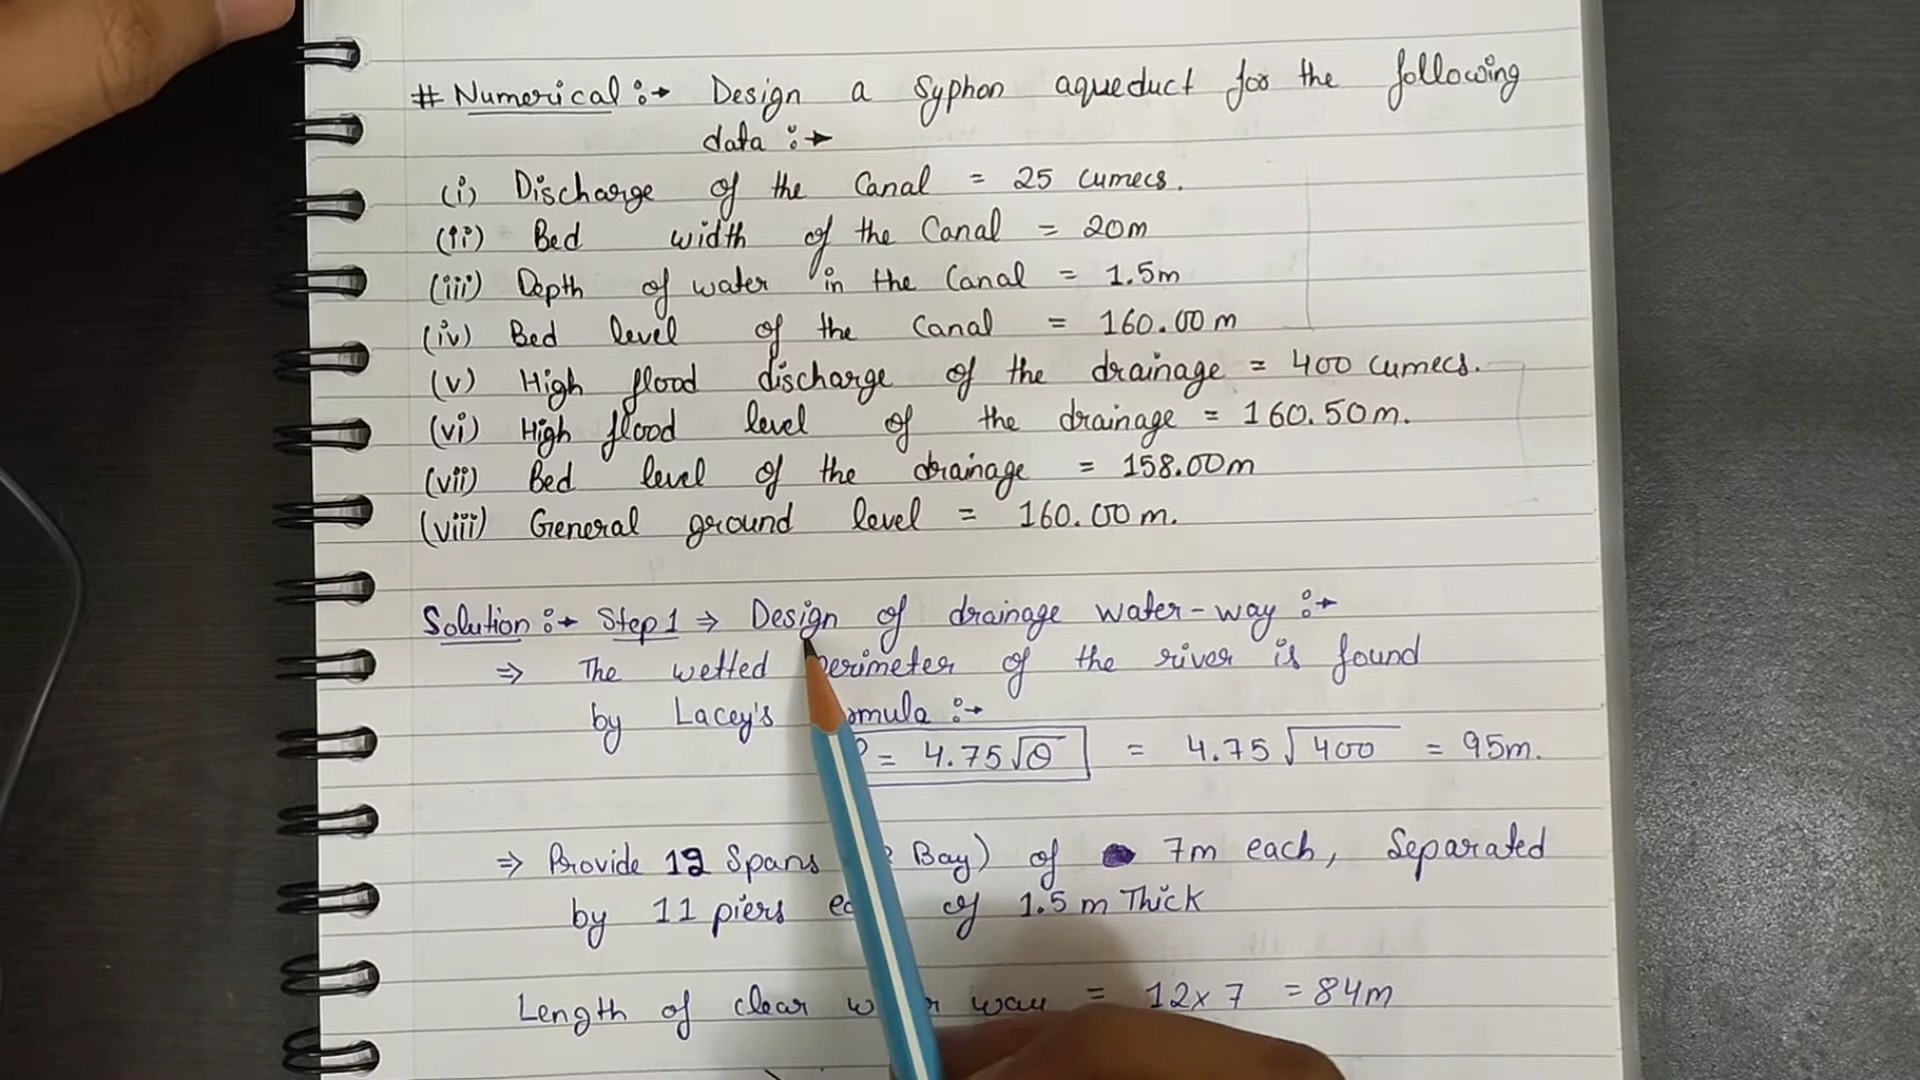 # Numerical :→ Design a Syphon aqueduct for the following
data :→
(i) Discharge of the Canal = 25 cumecs.
(ii) Bed width of the Canal = 20m
(iii) Depth of water in the Canal = 1.5m
(iv) Bed level of the Canal = 160.00 m
(v) High flood discharge of the drainage = 400 cumecs.
(vi) High flood level of the drainage = 160.50m.
(vii) Bed level of the drainage = 158.00m
(viii) General ground level = 160.00 m.
Solution :→ Step 1 ⇒ Design of drainage water-way :→
⇒ The wetted perimeter of the river is found
by Lacey's :→
= 4.75√Q = 4.75√400 = 95m.
⇒ Provide 12 Spans Bay) of 7m each, Separated
by 11 piers of 1.5m Thick
Length of clear way = 12x7 = 84m